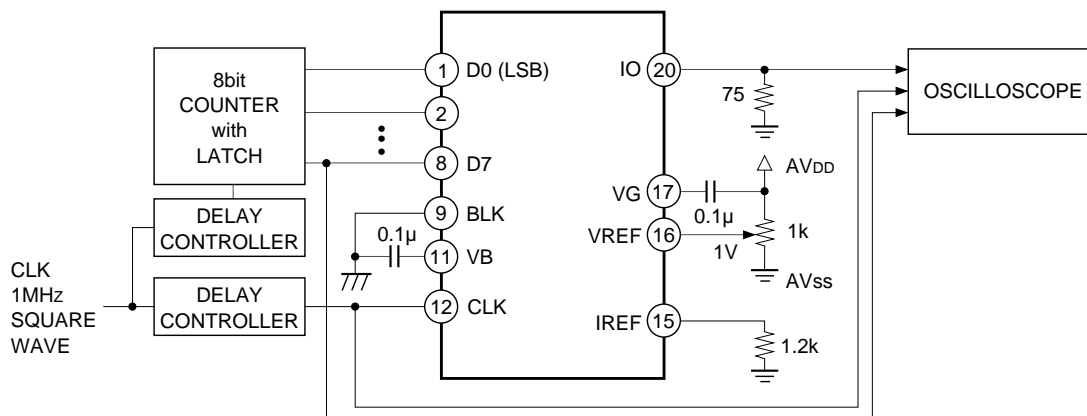 8bit
COUNTER
with
LATCH
DELAY
CONTROLLER
CLK
1MHz
SQUARE
WAVE
DELAY
CONTROLLER
1 D0 (LSB)
2
8 D7
9 BLK
0.1µ
11 VB
12 CLK
IO 20
75
OSCILLOSCOPE
AVDD
VG 17
0.1µ
VREF 16
1V
1k
AVSS
IREF 15
1.2k